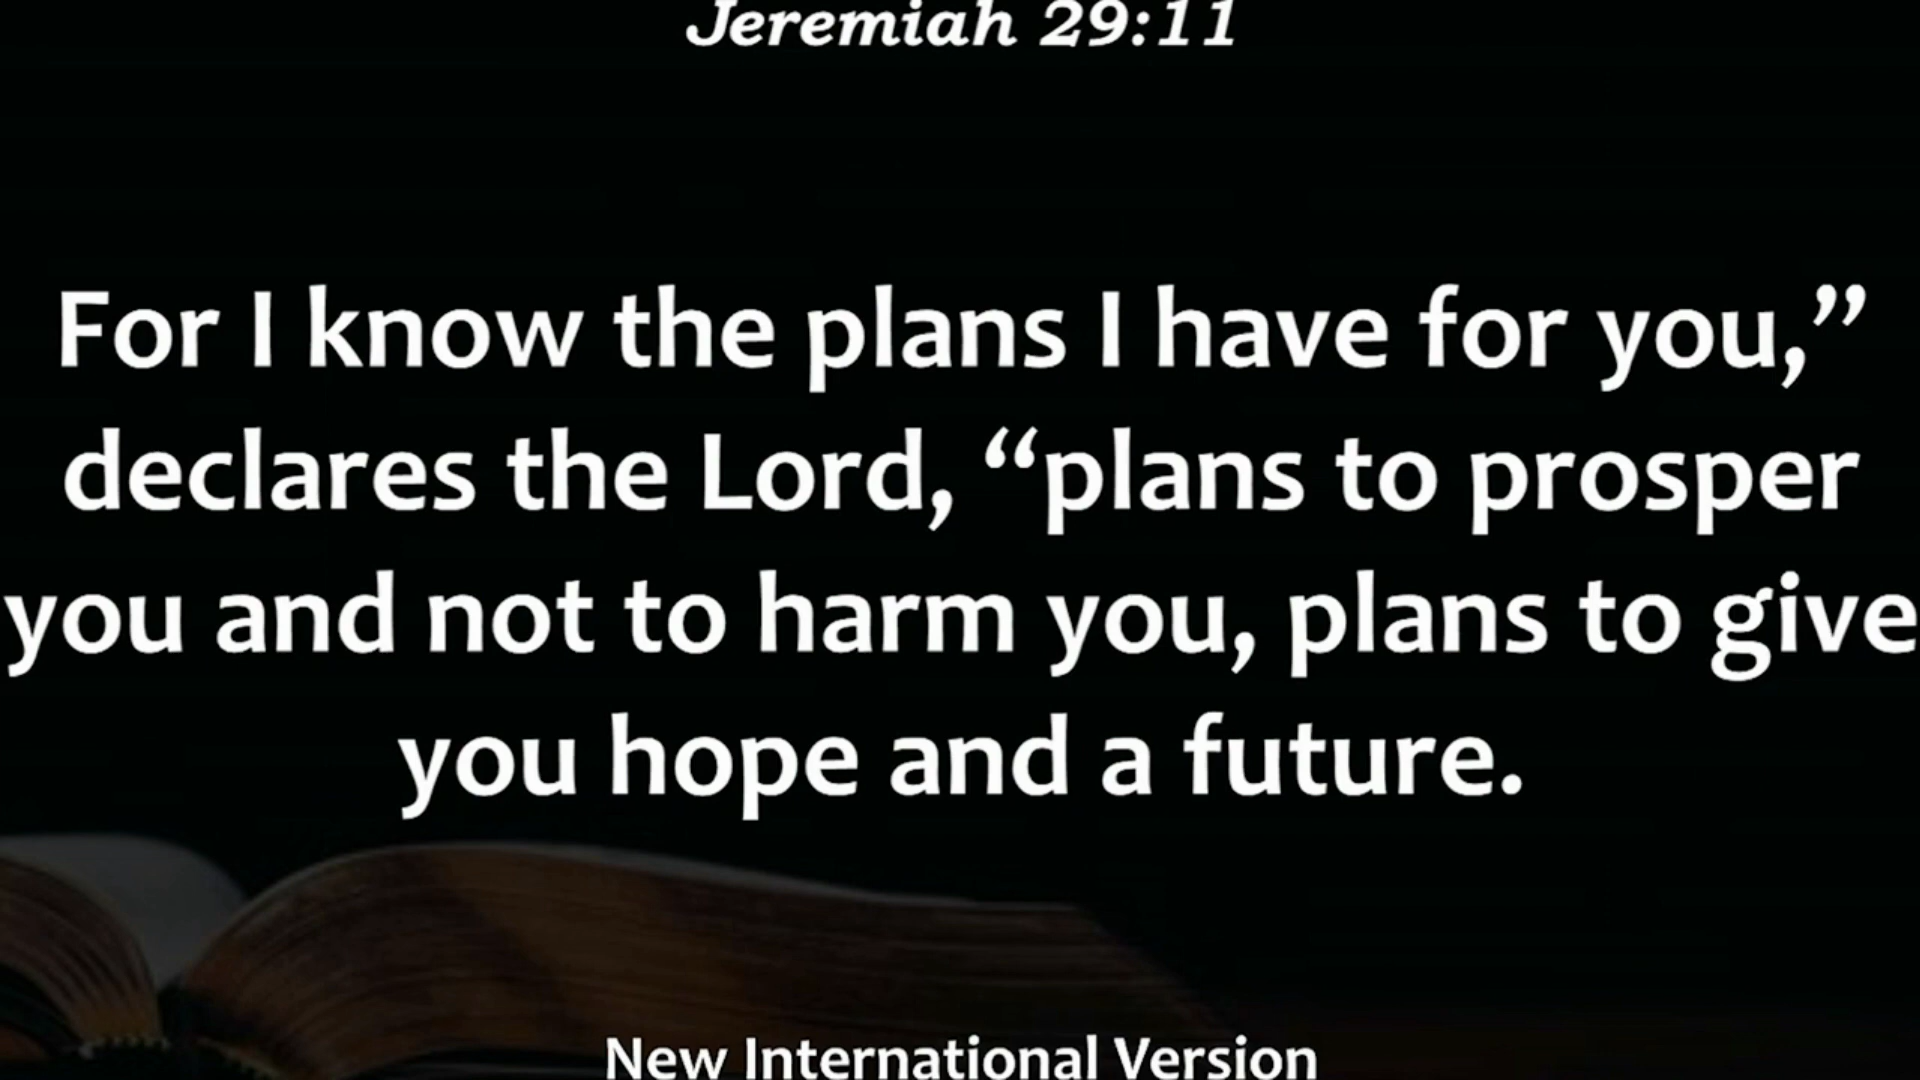 Jeremiah 29:11
For I know the plans I have for you,”
declares the Lord, “plans to prosper
you and not to harm you, plans to give
you hope and a future.
New International Version